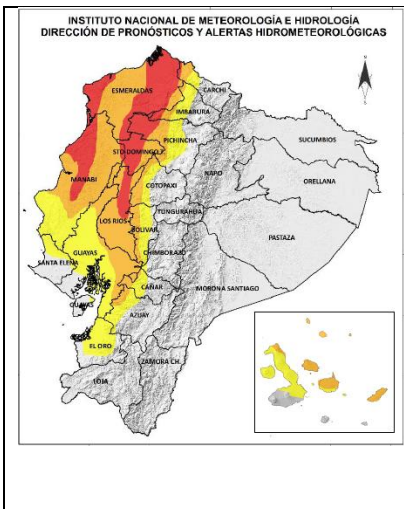 INSTITUTO NACIONAL DE METEOROLOGÍA E HIDROLOGÍA
DIRECCIÓN DE PRONÓSTICOS Y ALERTAS HIDROMETEOROLÓGICAS
ESMERALDAS
CARCHI
IMBABURA
SUCUMBIOS
PICHINCHA
STO DOMINGO T.
NAPO
ORELLANA
MANABI
COTOPAXI
TUNGURAHUA
LOS RIOS
BOLIVAR
PASTAZA
GUAYAS
CHIMBORAZO
SANTA ELENA
MORONA SANTIAGO
CAÑAR
GUAYAS
AZUAY
EL ORO
ZAMORA CH.
LOJA